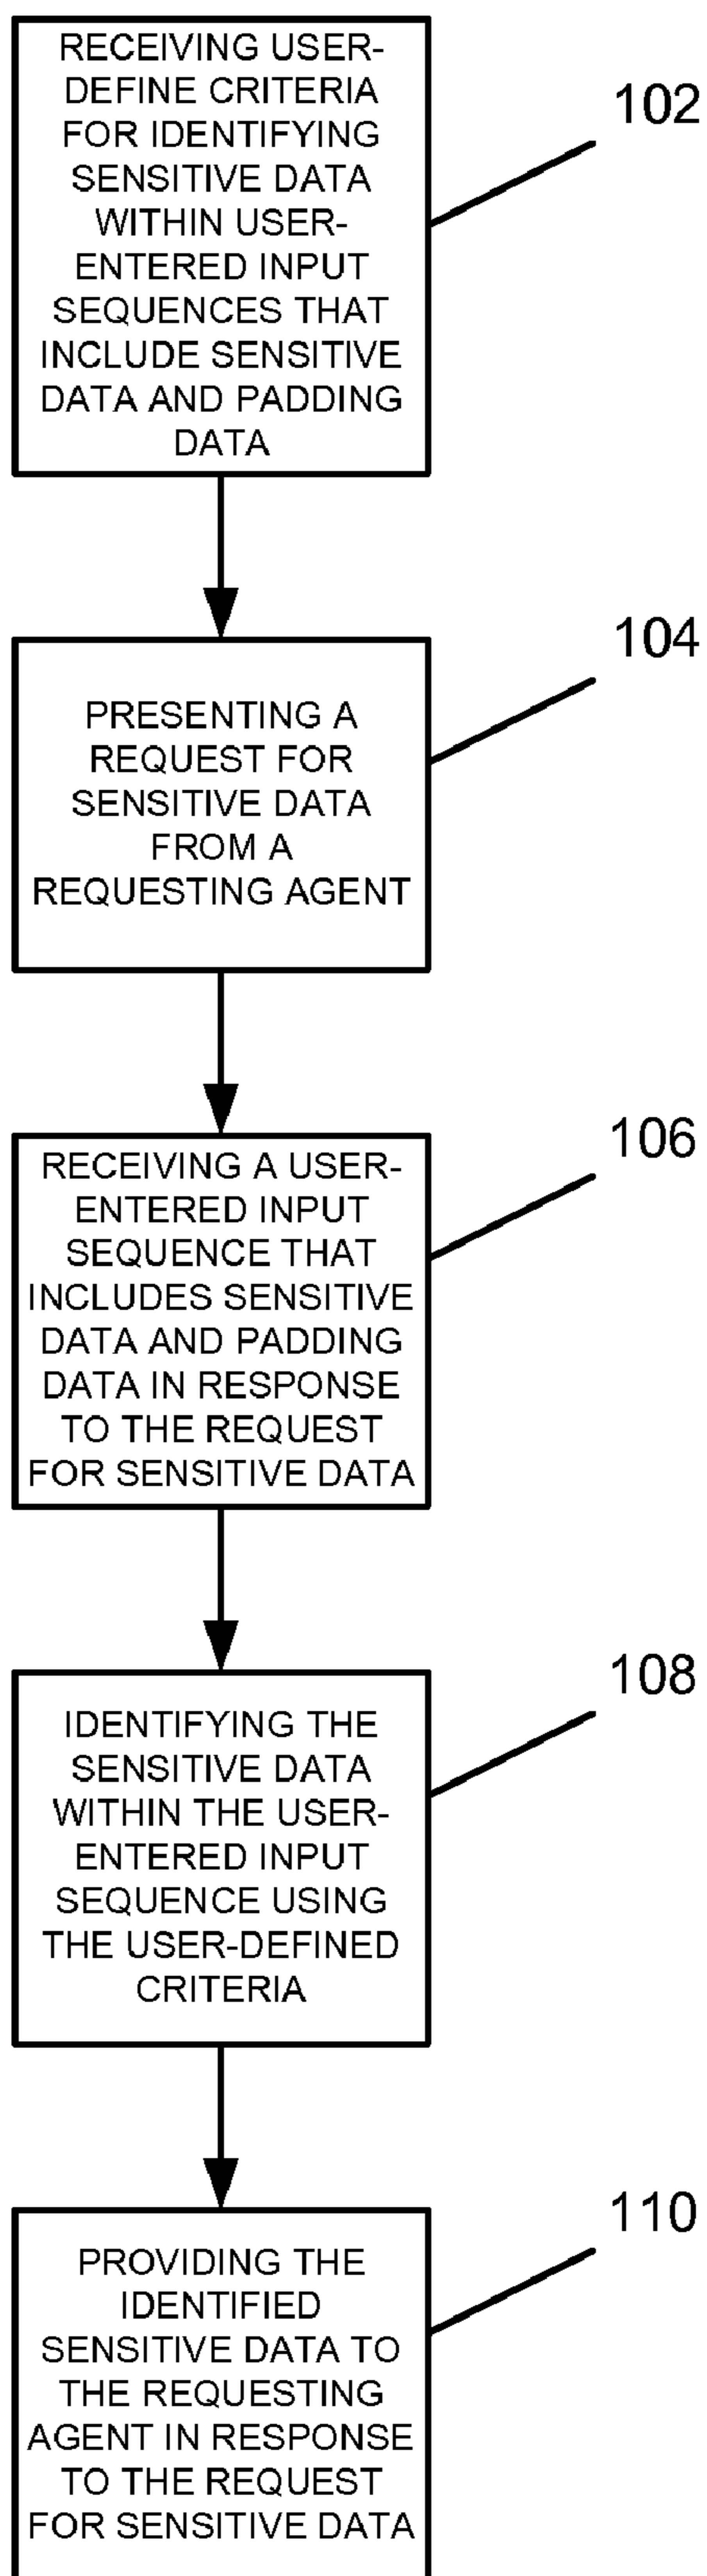 RECEIVING USER-
DEFINE CRITERIA
FOR IDENTIFYING
SENSITIVE DATA
WITHIN USER-
ENTERED INPUT
SEQUENCES THAT
INCLUDE SENSITIVE
DATA AND PADDING
DATA
102
PRESENTING A
REQUEST FOR
SENSITIVE DATA
FROM A
REQUESTING AGENT
104
RECEIVING A USER-
ENTERED INPUT
SEQUENCE THAT
INCLUDES SENSITIVE
DATA AND PADDING
DATA IN RESPONSE
TO THE REQUEST
FOR SENSITIVE DATA
106
IDENTIFYING THE
SENSITIVE DATA
WITHIN THE USER-
ENTERED INPUT
SEQUENCE USING
THE USER-DEFINED
CRITERIA
108
PROVIDING THE
IDENTIFIED
SENSITIVE DATA TO
THE REQUESTING
AGENT IN RESPONSE
TO THE REQUEST
FOR SENSITIVE DATA
110